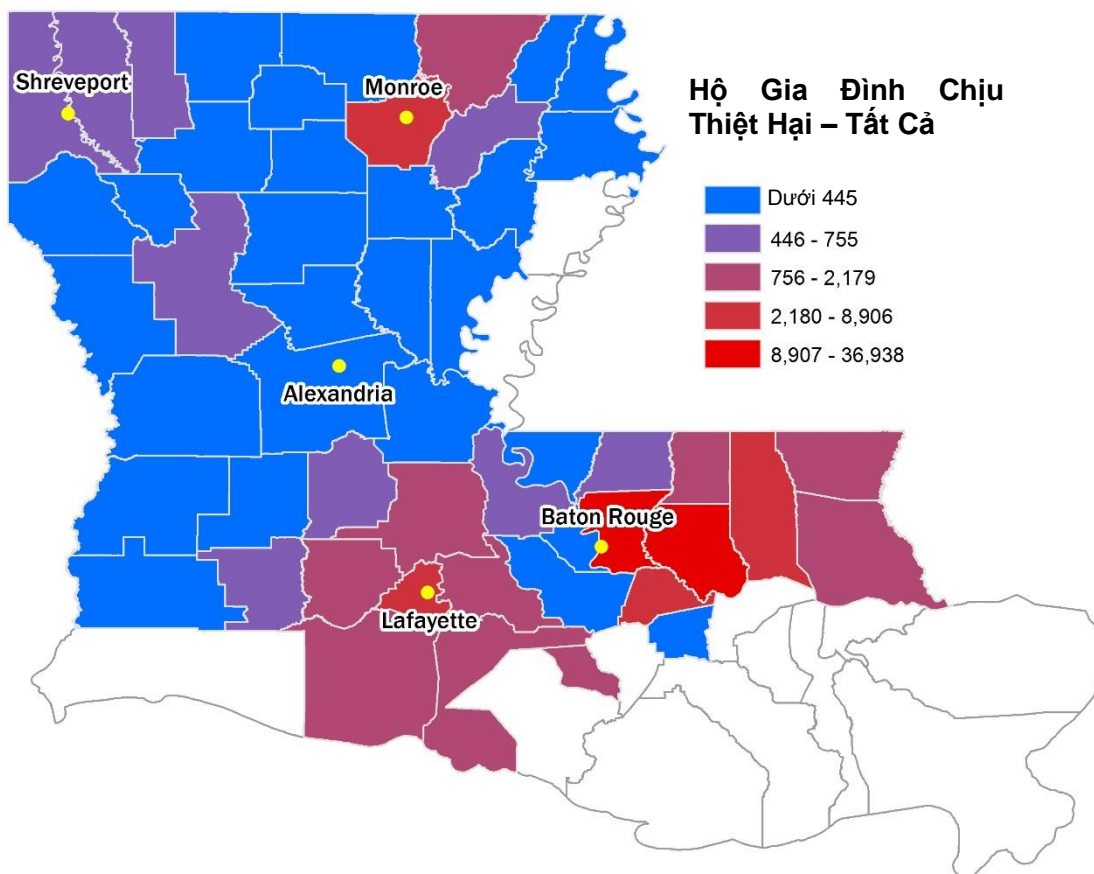 Shreveport
Monroe
Hộ Gia Đình Chịu
Thiệt Hại – Tất Cả
Dưới 445
446 - 755
756 - 2,179
2,180 - 8,906
8,907 - 36,938
Alexandria
Baton Rouge
Lafayette